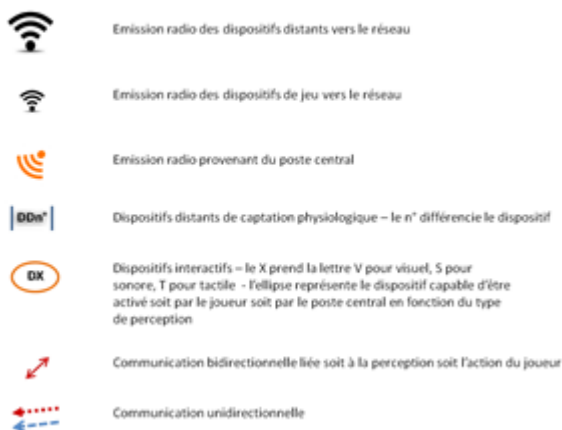 Emission radio des dispositifs distants vers le réseau
Emission radio des dispositifs de jeu vers le réseau
Emission radio provenant du poste central
DDn°
Dispositifs distants de captation physiologique – le n° différencie le dispositif
DX
Dispositifs interactifs – le X prend la lettre V pour visuel, S pour
sonore, T pour tactile - l'ellipse représente le dispositif capable d'être
activé soit par le joueur soit par le poste central en fonction du type
de perception
Communication bidirectionnelle liée soit à la perception soit l'action du joueur
Communication unidirectionnelle